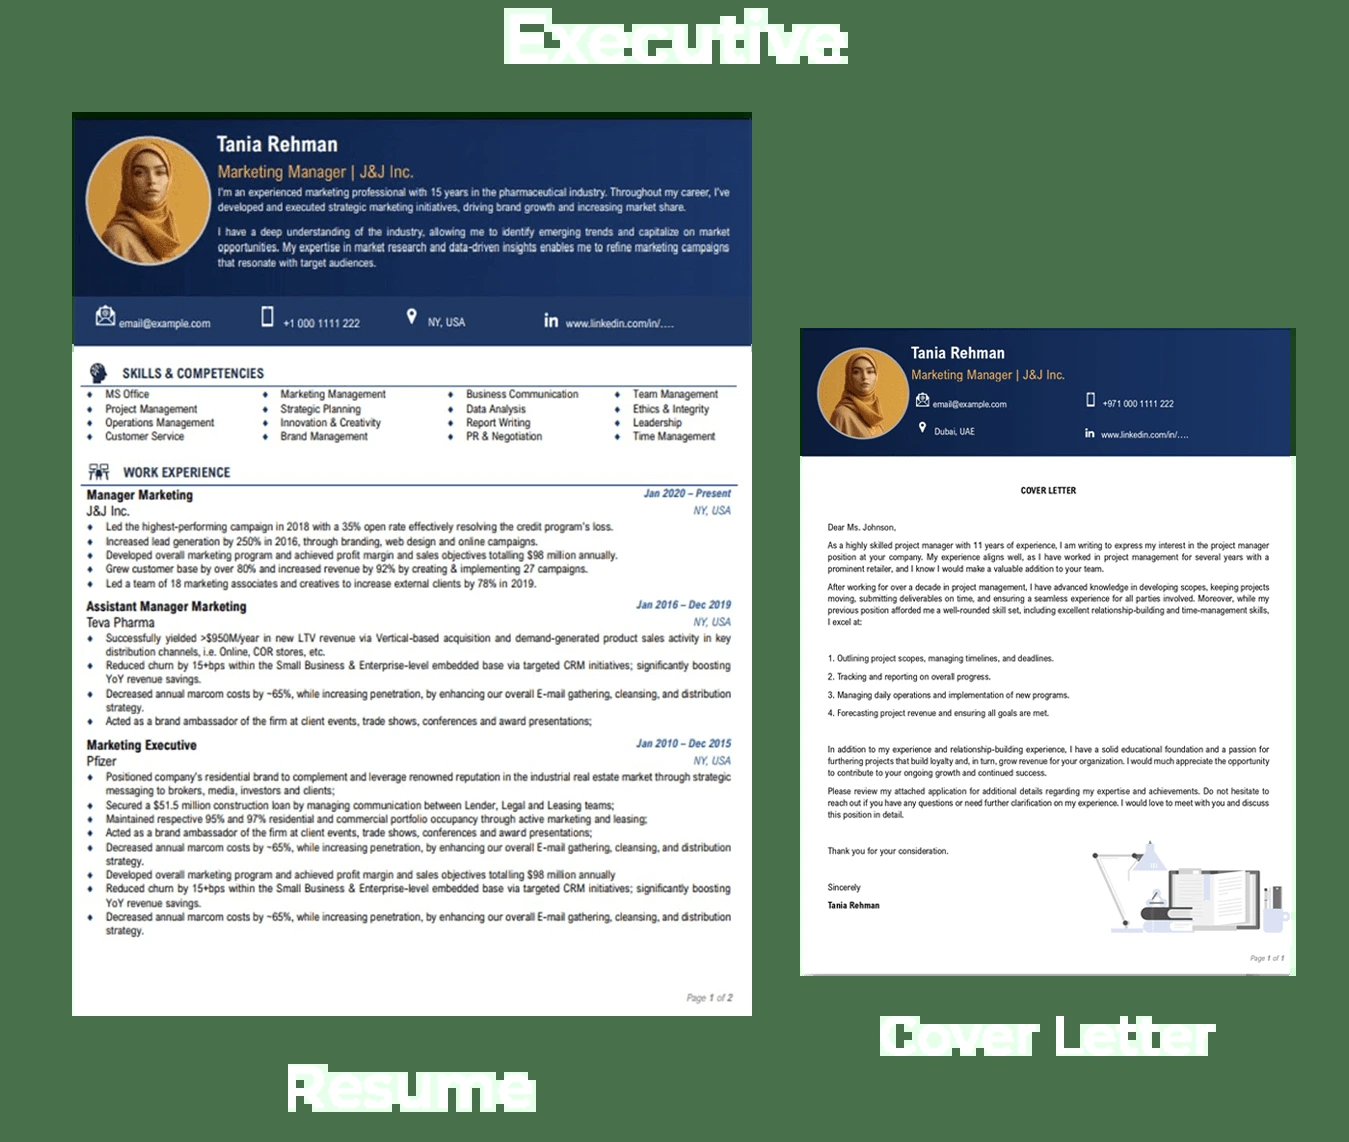 Executive
Tania Rehman
Marketing Manager | J&J Inc.
I'm an experienced marketing professional with 15 years in the pharmaceutical industry. Throughout my career, I've
developed and executed strategic marketing initiatives, driving brand growth and increasing market share.
I have a deep understanding of the industry, allowing me to identify emerging trends and capitalize on market
opportunities. My expertise in market research and data-driven insights enables me to refine marketing campaigns
that resonate with target audiences.
email@example.com +1 000 1111 222 NY, USA in www.linkedin.com/in/....
SKILLS & COMPETENCIES
♦ MS Office ♦ Marketing Management ♦ Business Communication ♦ Team Management
♦ Project Management ♦ Strategic Planning ♦ Data Analysis ♦ Ethics & Integrity
♦ Operations Management ♦ Innovation & Creativity ♦ Report Writing ♦ Leadership
♦ Customer Service ♦ Brand Management ♦ PR & Negotiation ♦ Time Management
WORK EXPERIENCE
Manager Marketing Jan 2020 – Present
J&J Inc. NY, USA
♦ Led the highest-performing campaign in 2018 with a 35% open rate effectively resolving the credit program's loss.
♦ Increased lead generation by 250% in 2016, through branding, web design and online campaigns.
♦ Developed overall marketing program and achieved profit margin and sales objectives totalling $98 million annually.
♦ Grew customer base by over 80% and increased revenue by 92% by creating & implementing 27 campaigns.
♦ Led a team of 18 marketing associates and creatives to increase external clients by 78% in 2019.
Assistant Manager Marketing Jan 2016 – Dec 2019
Teva Pharma NY, USA
♦ Successfully yielded >$950M/year in new LTV revenue via Vertical-based acquisition and demand-generated product sales activity in key
distribution channels, i.e. Online, COR stores, etc.
♦ Reduced churn by 15+bps within the Small Business & Enterprise-level embedded base via targeted CRM initiatives; significantly boosting
YoY revenue savings.
♦ Decreased annual marcom costs by ~65%, while increasing penetration, by enhancing our overall E-mail gathering, cleansing, and distribution
strategy.
♦ Acted as a brand ambassador of the firm at client events, trade shows, conferences and award presentations;
Marketing Executive Jan 2010 – Dec 2015
Pfizer NY, USA
♦ Positioned company's residential brand to complement and leverage renowned reputation in the industrial real estate market through strategic
messaging to brokers, media, investors and clients;
♦ Secured a $51.5 million construction loan by managing communication between Lender, Legal and Leasing teams;
♦ Maintained respective 95% and 97% residential and commercial portfolio occupancy through active marketing and leasing;
♦ Acted as a brand ambassador of the firm at client events, trade shows, conferences and award presentations;
♦ Decreased annual marcom costs by ~65%, while increasing penetration, by enhancing our overall E-mail gathering, cleansing, and distribution
strategy.
♦ Developed overall marketing program and achieved profit margin and sales objectives totalling $98 million annually
♦ Reduced churn by 15+bps within the Small Business & Enterprise-level embedded base via targeted CRM initiatives; significantly boosting
YoY revenue savings.
♦ Decreased annual marcom costs by ~65%, while increasing penetration, by enhancing our overall E-mail gathering, cleansing, and distribution
strategy.
Page 1 of 2
Resume
Tania Rehman
Marketing Manager | J&J Inc.
email@example.com +971 000 1111 222
Dubai, UAE in www.linkedin.com/in/....
COVER LETTER
Dear Ms. Johnson,
As a highly skilled project manager with 11 years of experience, I am writing to express my interest in the project manager
position at your company. My experience aligns well, as I have worked in project management for several years with a
prominent retailer, and I know I would make a valuable addition to your team.
After working for over a decade in project management, I have advanced knowledge in developing scopes, keeping projects
moving, submitting deliverables on time, and ensuring a seamless experience for all parties involved. Moreover, while my
previous position afforded me a well-rounded skill set, including excellent relationship-building and time-management skills,
I excel at:
1. Outlining project scopes, managing timelines, and deadlines.
2. Tracking and reporting on overall progress.
3. Managing daily operations and implementation of new programs.
4. Forecasting project revenue and ensuring all goals are met.
In addition to my experience and relationship-building experience, I have a solid educational foundation and a passion for
furthering projects that build loyalty and, in turn, grow revenue for your organization. I would much appreciate the opportunity
to contribute to your ongoing growth and continued success.
Please review my attached application for additional details regarding my expertise and achievements. Do not hesitate to
reach out if you have any questions or need further clarification on my experience. I would love to meet with you and discuss
this position in detail.
Thank you for your consideration.
Sincerely
Tania Rehman
Page 1 of 1
Cover Letter